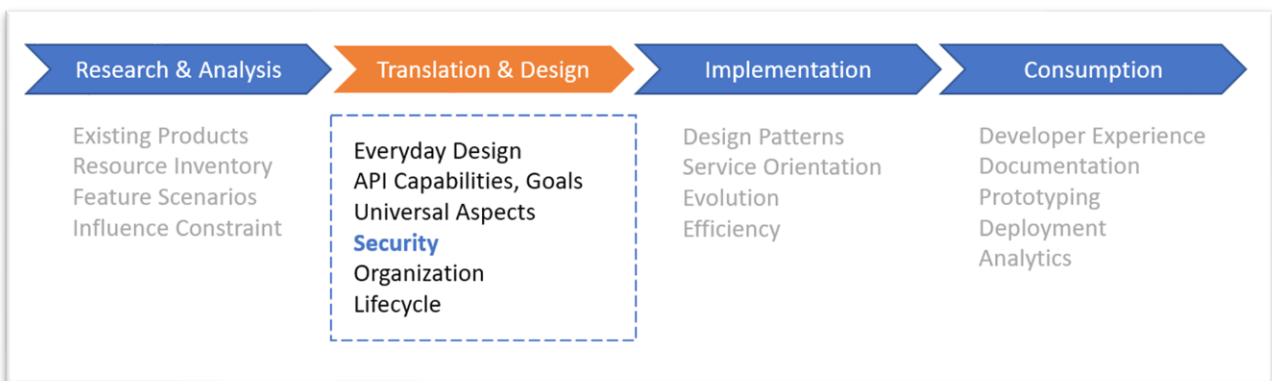 Research & Analysis
Existing Products
Resource Inventory
Feature Scenarios
Influence Constraint
Translation & Design
Everyday Design
API Capabilities, Goals
Universal Aspects
Security
Organization
Lifecycle
Implementation
Design Patterns
Service Orientation
Evolution
Efficiency
Consumption
Developer Experience
Documentation
Prototyping
Deployment
Analytics